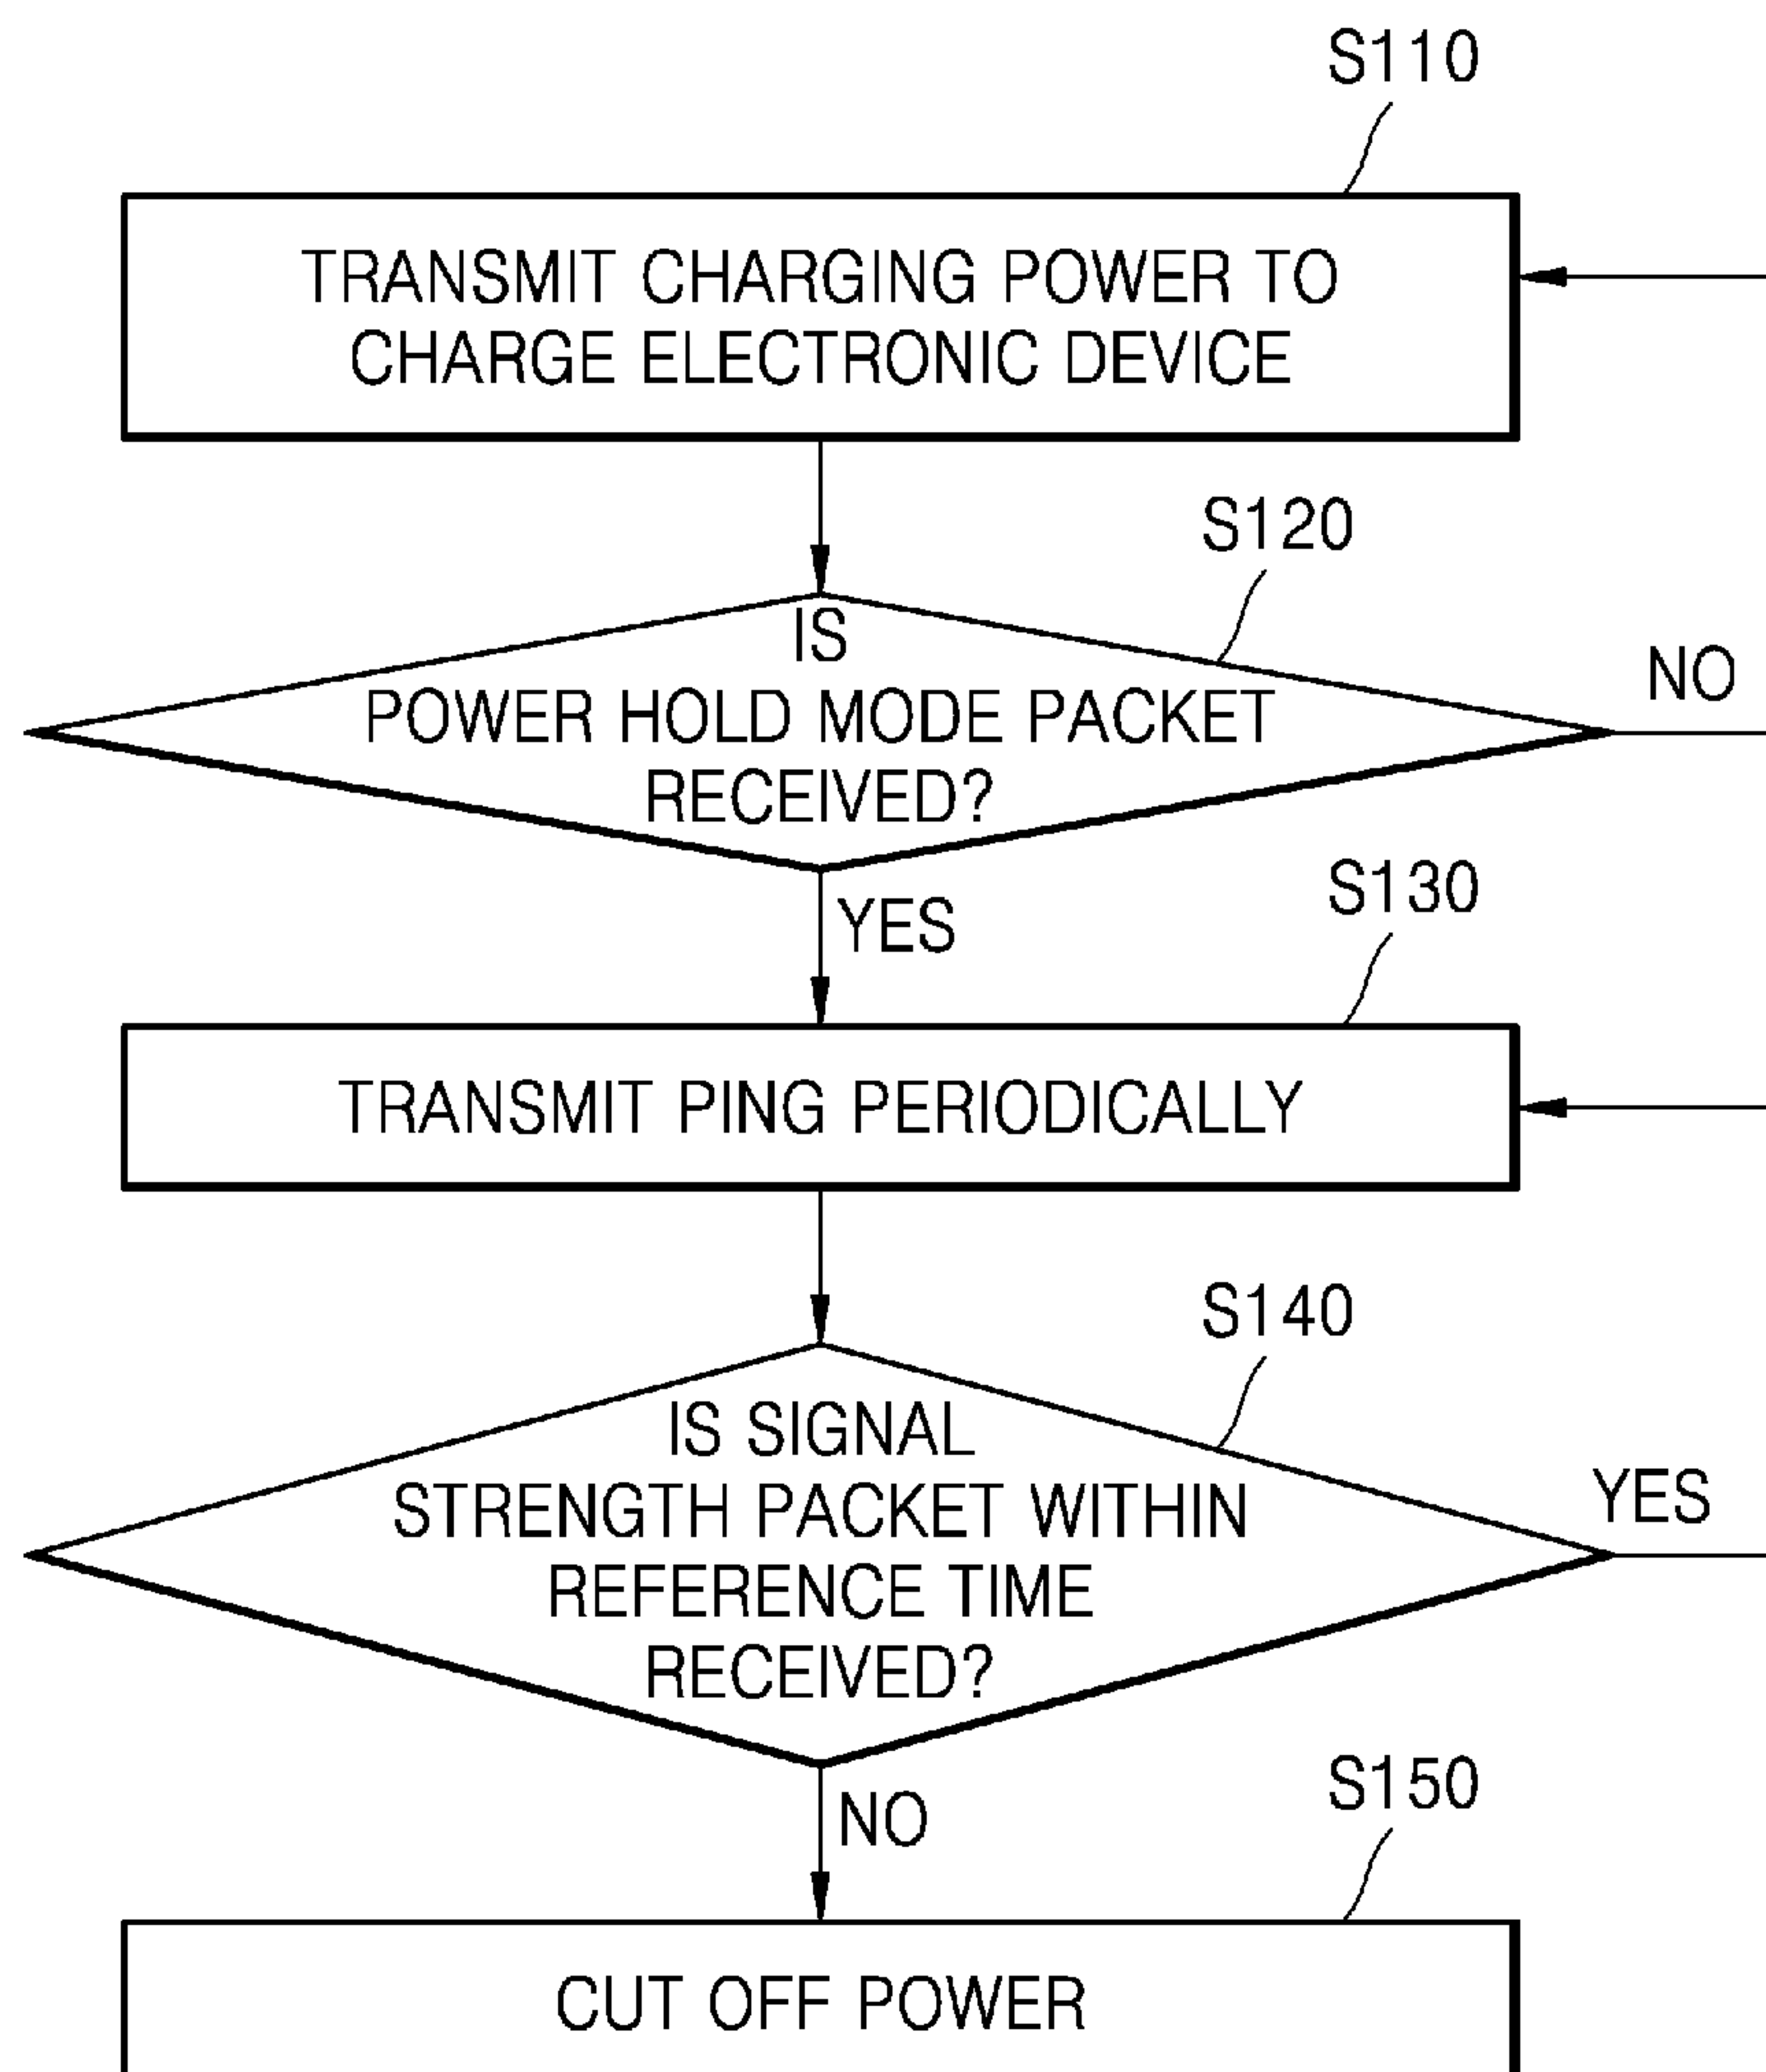 S110
TRANSMIT CHARGING POWER TO
CHARGE ELECTRONIC DEVICE
S120
IS
POWER HOLD MODE PACKET
RECEIVED?
NO
YES
S130
TRANSMIT PING PERIODICALLY
S140
IS SIGNAL
STRENGTH PACKET WITHIN
REFERENCE TIME
RECEIVED?
YES
NO
S150
CUT OFF POWER